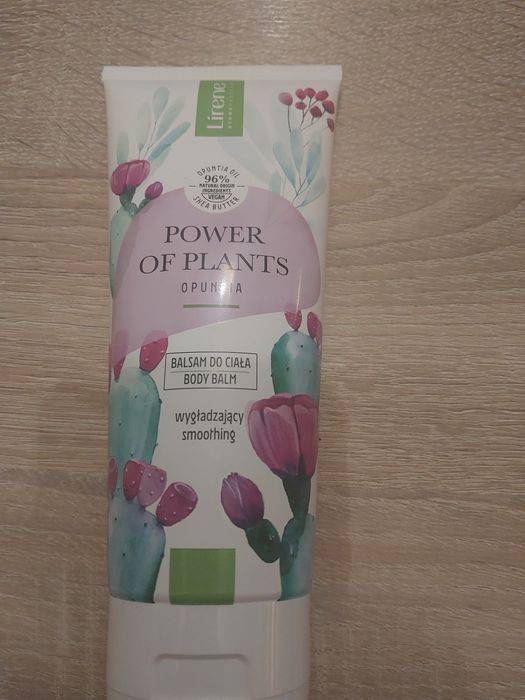 Lirene
OPUNTIA OIL
96%
NATURAL ORIGIN
INGREDIENTS
VEGAN
SHEA BUTTER
POWER
OF PLANTS
OPUNTIA
BALSAM DO CIAŁA
BODY BALM
wygładzający
smoothing